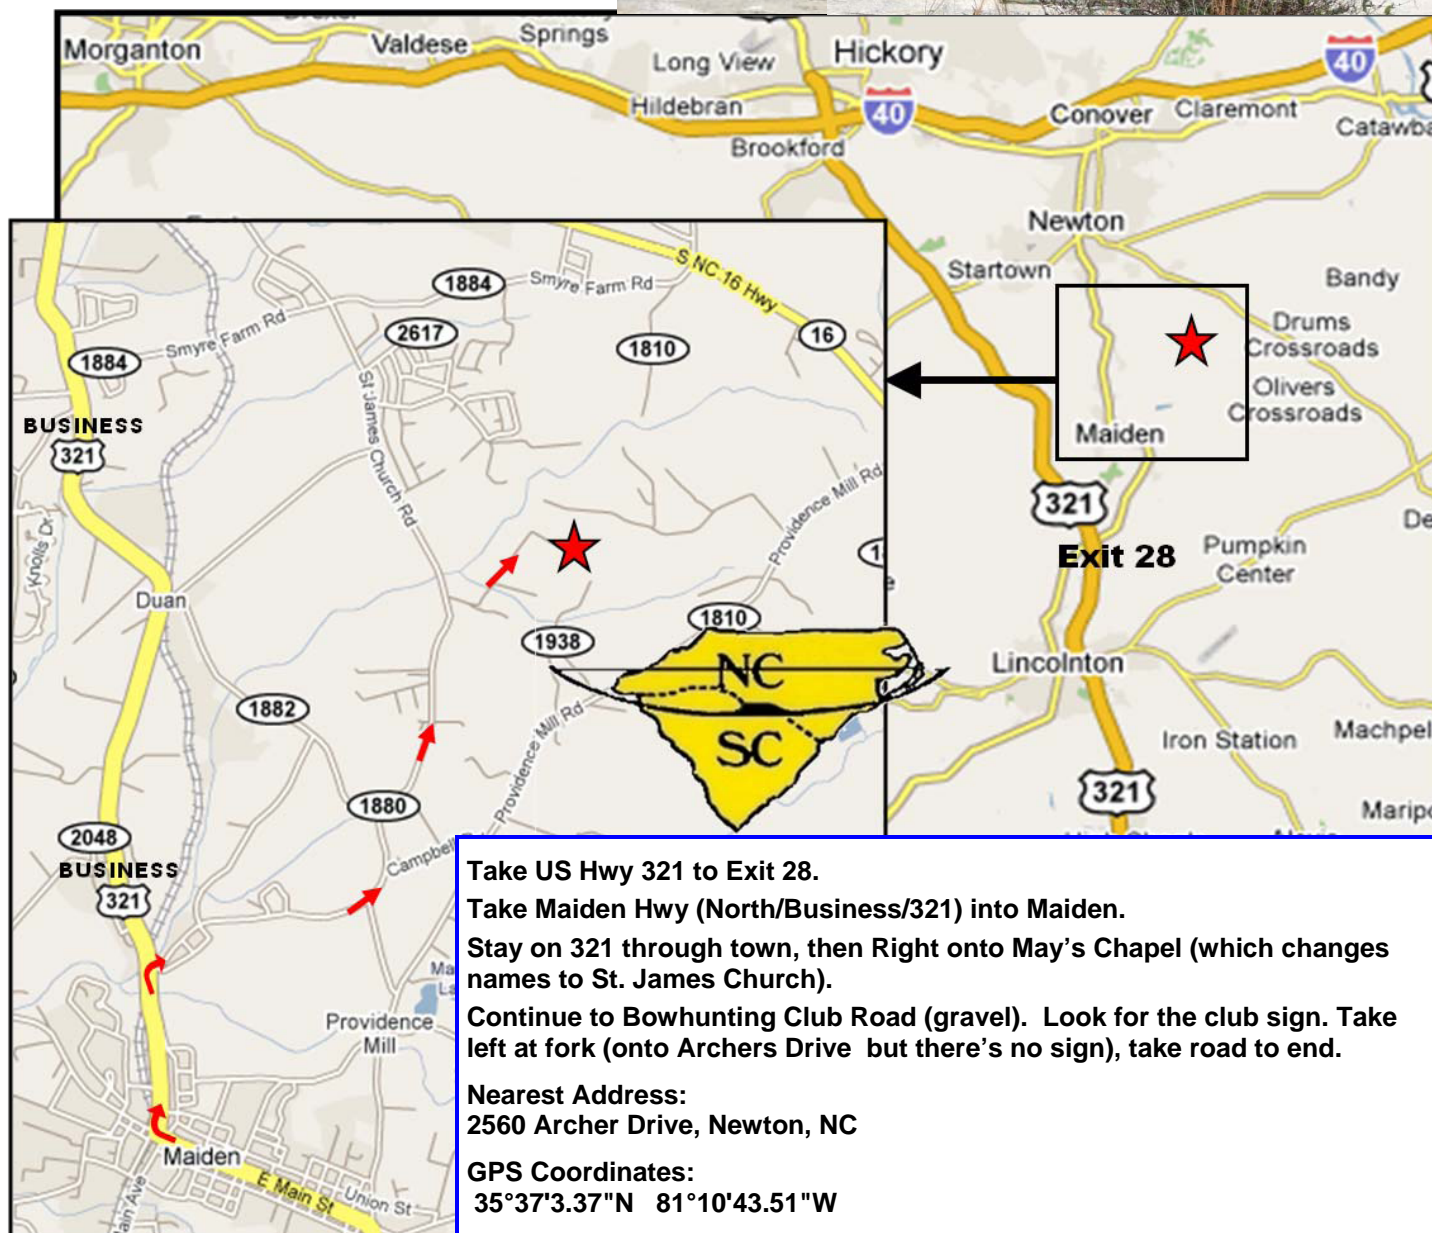 Morganton
Valdese
Springs
Long View
Hickory
40
Hildebran
40
Conover
Claremont
Brookford
Newton
Startown
Bandy
Drums
Crossroads
Olivers
Crossroads
Maiden
321
Exit 28
Pumpkin
Center
Lincolnton
Iron Station
321
S NC 16 Hwy
1884
Smyre Farm Rd
16
2617
1810
Smyre Farm Rd
1884
St James Church Rd
BUSINESS
321
Providence Mill Rd
Knolls Dr
Duan
1938
1810
NC
SC
1882
Providence Mill Rd
1880
2048
Campbell
BUSINESS
321
Providence
Mill
Maiden
E Main St
Union St
Take US Hwy 321 to Exit 28.
Take Maiden Hwy (North/Business/321) into Maiden.
Stay on 321 through town, then Right onto May’s Chapel (which changes
names to St. James Church).
Continue to Bowhunting Club Road (gravel).  Look for the club sign. Take
left at fork (onto Archers Drive  but there’s no sign), take road to end.
Nearest Address:
2560 Archer Drive, Newton, NC
GPS Coordinates:
35°37'3.37"N   81°10'43.51"W